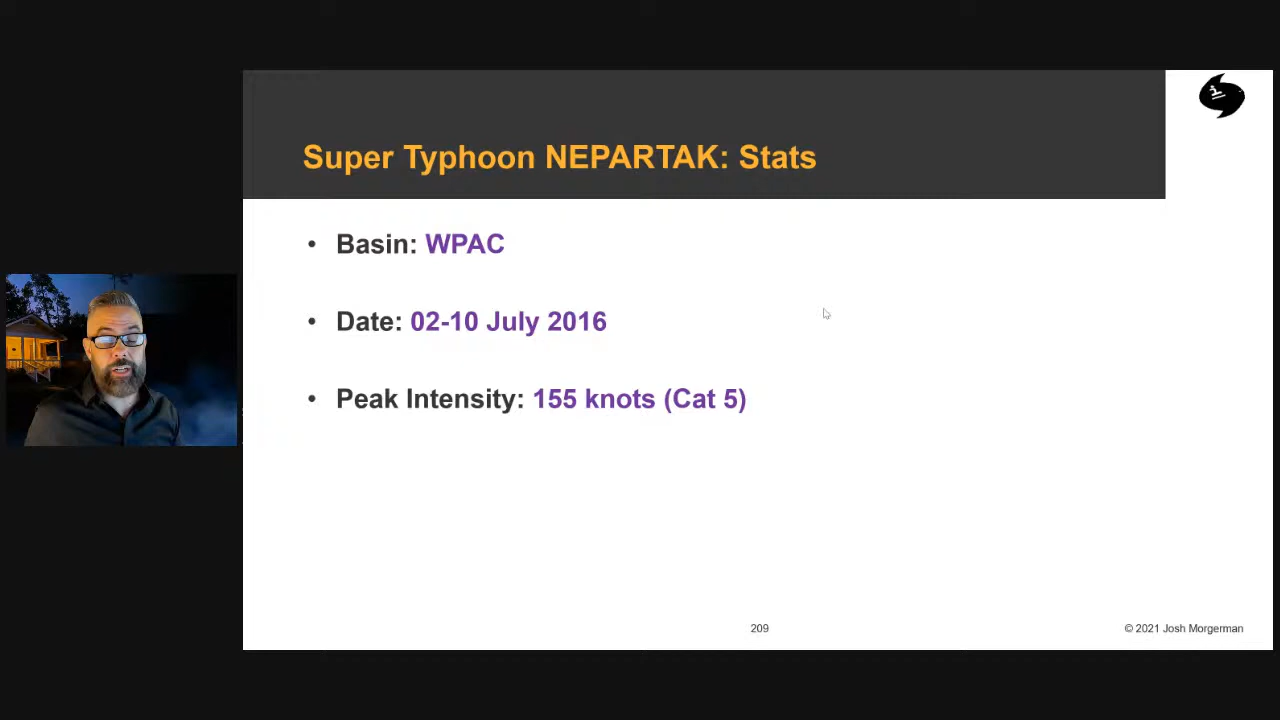 Super Typhoon NEPARTAK: Stats
• Basin: WPAC
• Date: 02-10 July 2016
• Peak Intensity: 155 knots (Cat 5)
209
© 2021 Josh Morgerman